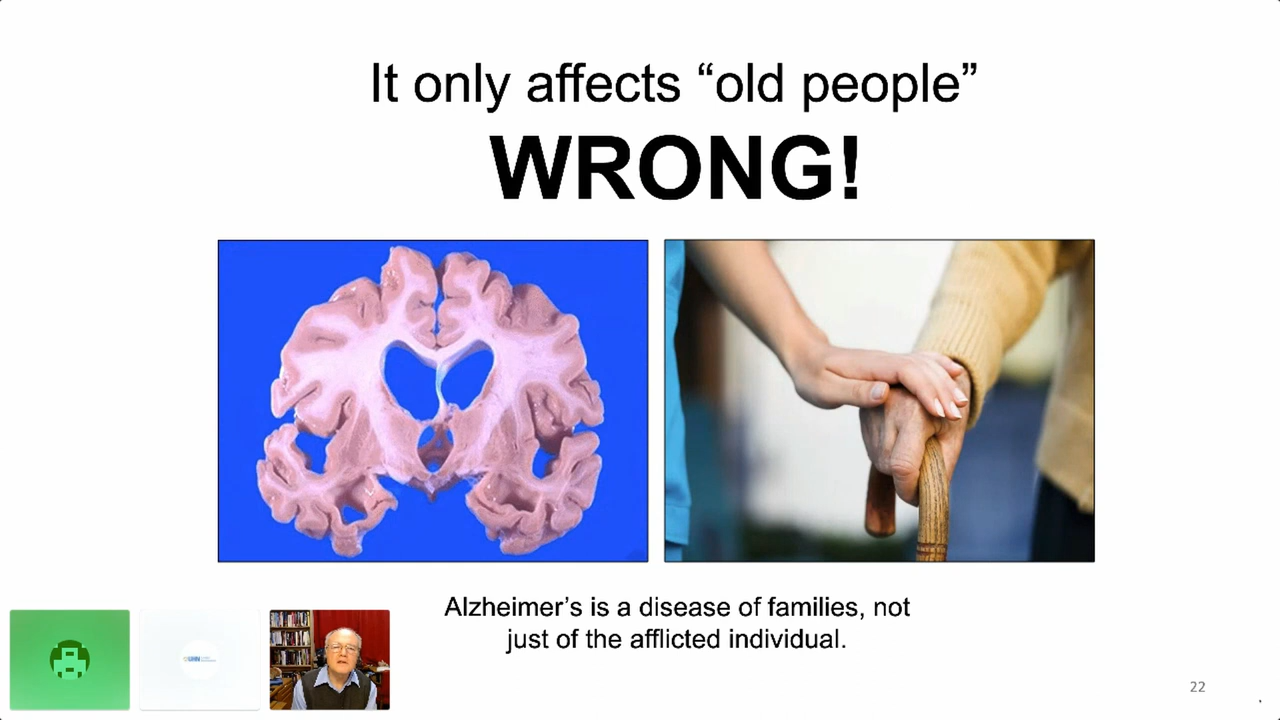 It only affects “old people”
WRONG!
Alzheimer’s is a disease of families, not
just of the afflicted individual.
22